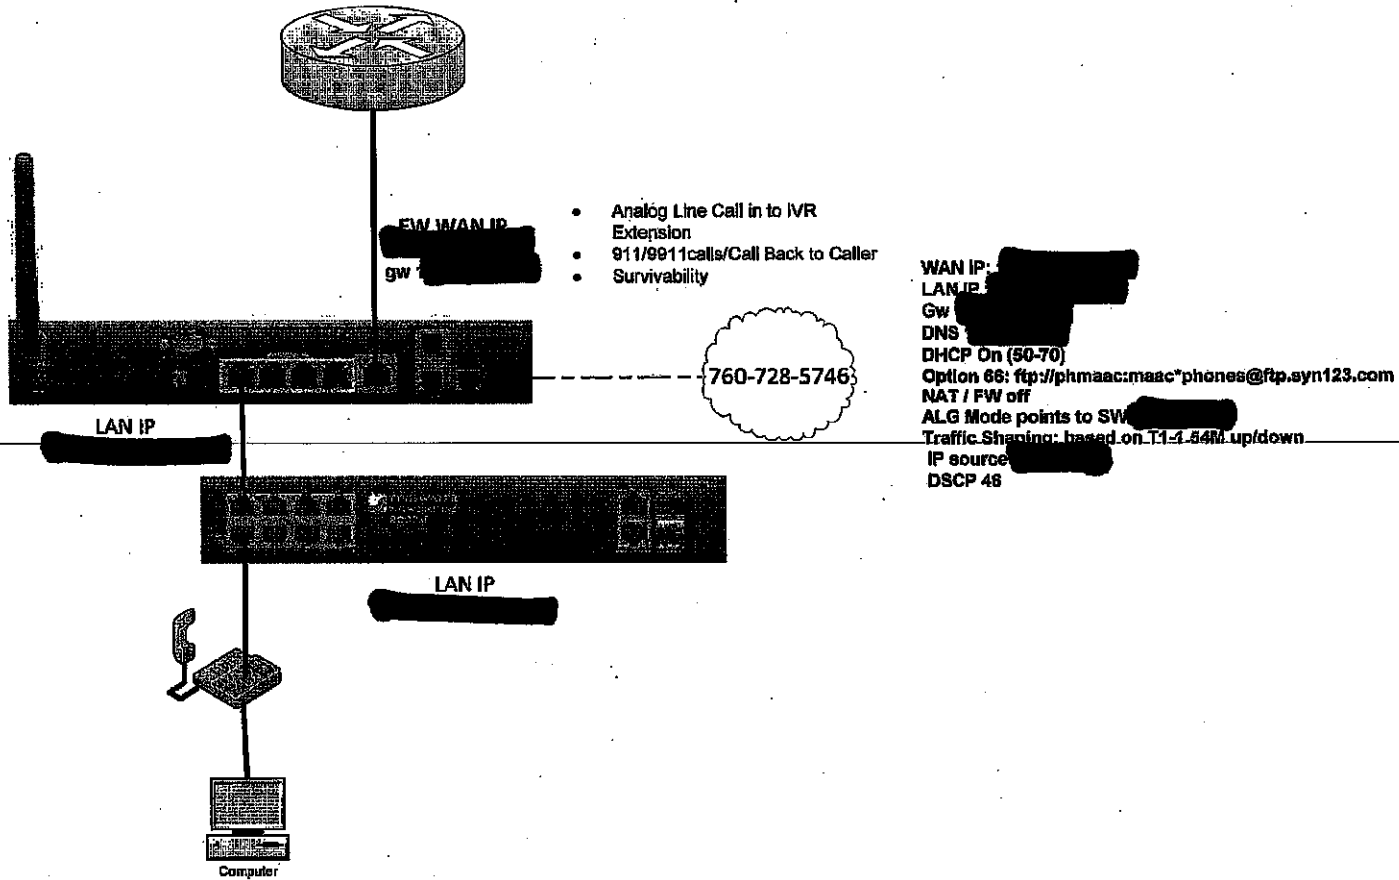 FW WAN IP
gw
• Analog Line Call in to IVR
Extension
• 911/9911calls/Call Back to Caller
• Survivability
WAN IP:
LAN IP
Gw
DNS
DHCP On (50-70)
Option 66: ftp://phmaac:maac*phones@ftp.syn123.com
NAT / FW off
ALG Mode points to SW
Traffic Shaping: based on T1-1.54M up/down
IP source
DSCP 46
760-728-5746
LAN IP
LAN IP
Computer